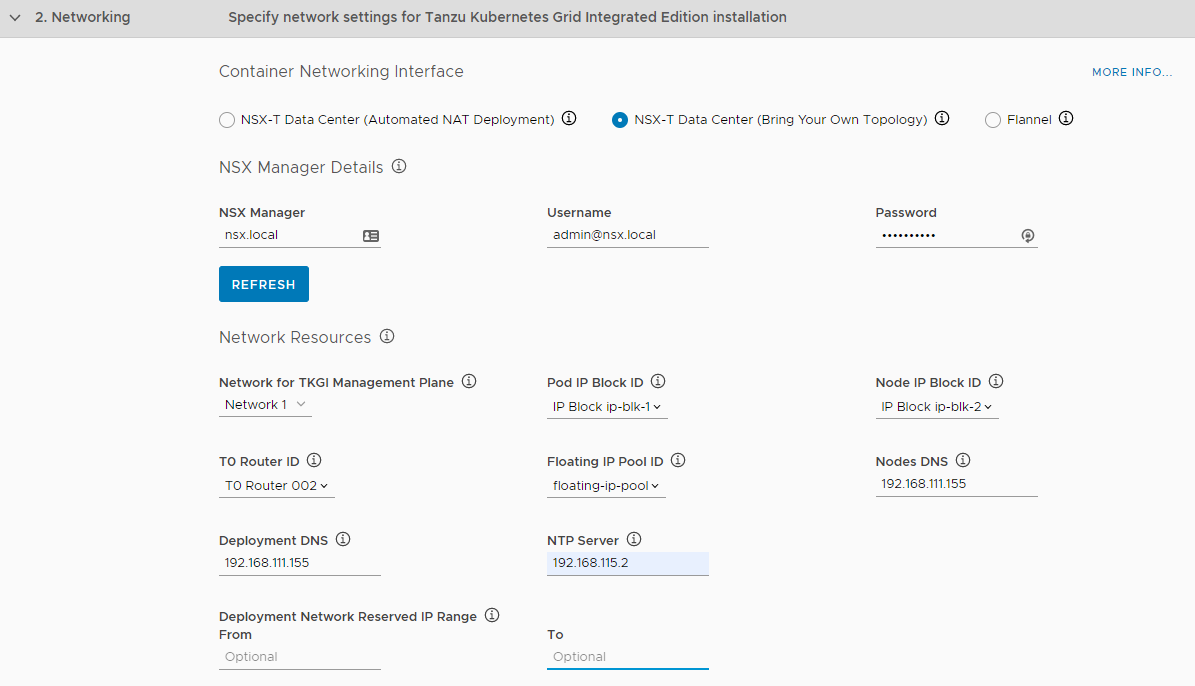 2. Networking Specify network settings for Tanzu Kubernetes Grid Integrated Edition installation
Container Networking Interface MORE INFO...
NSX-T Data Center (Automated NAT Deployment) NSX-T Data Center (Bring Your Own Topology) Flannel
NSX Manager Details
NSX Manager Username Password
nsx.local admin@nsx.local ••••••••••
REFRESH
Network Resources
Network for TKGI Management Plane Pod IP Block ID Node IP Block ID
Network 1 IP Block ip-blk-1 IP Block ip-blk-2
T0 Router ID Floating IP Pool ID Nodes DNS
T0 Router 002 floating-ip-pool 192.168.111.155
Deployment DNS NTP Server
192.168.111.155 192.168.115.2
Deployment Network Reserved IP Range
From To
Optional Optional